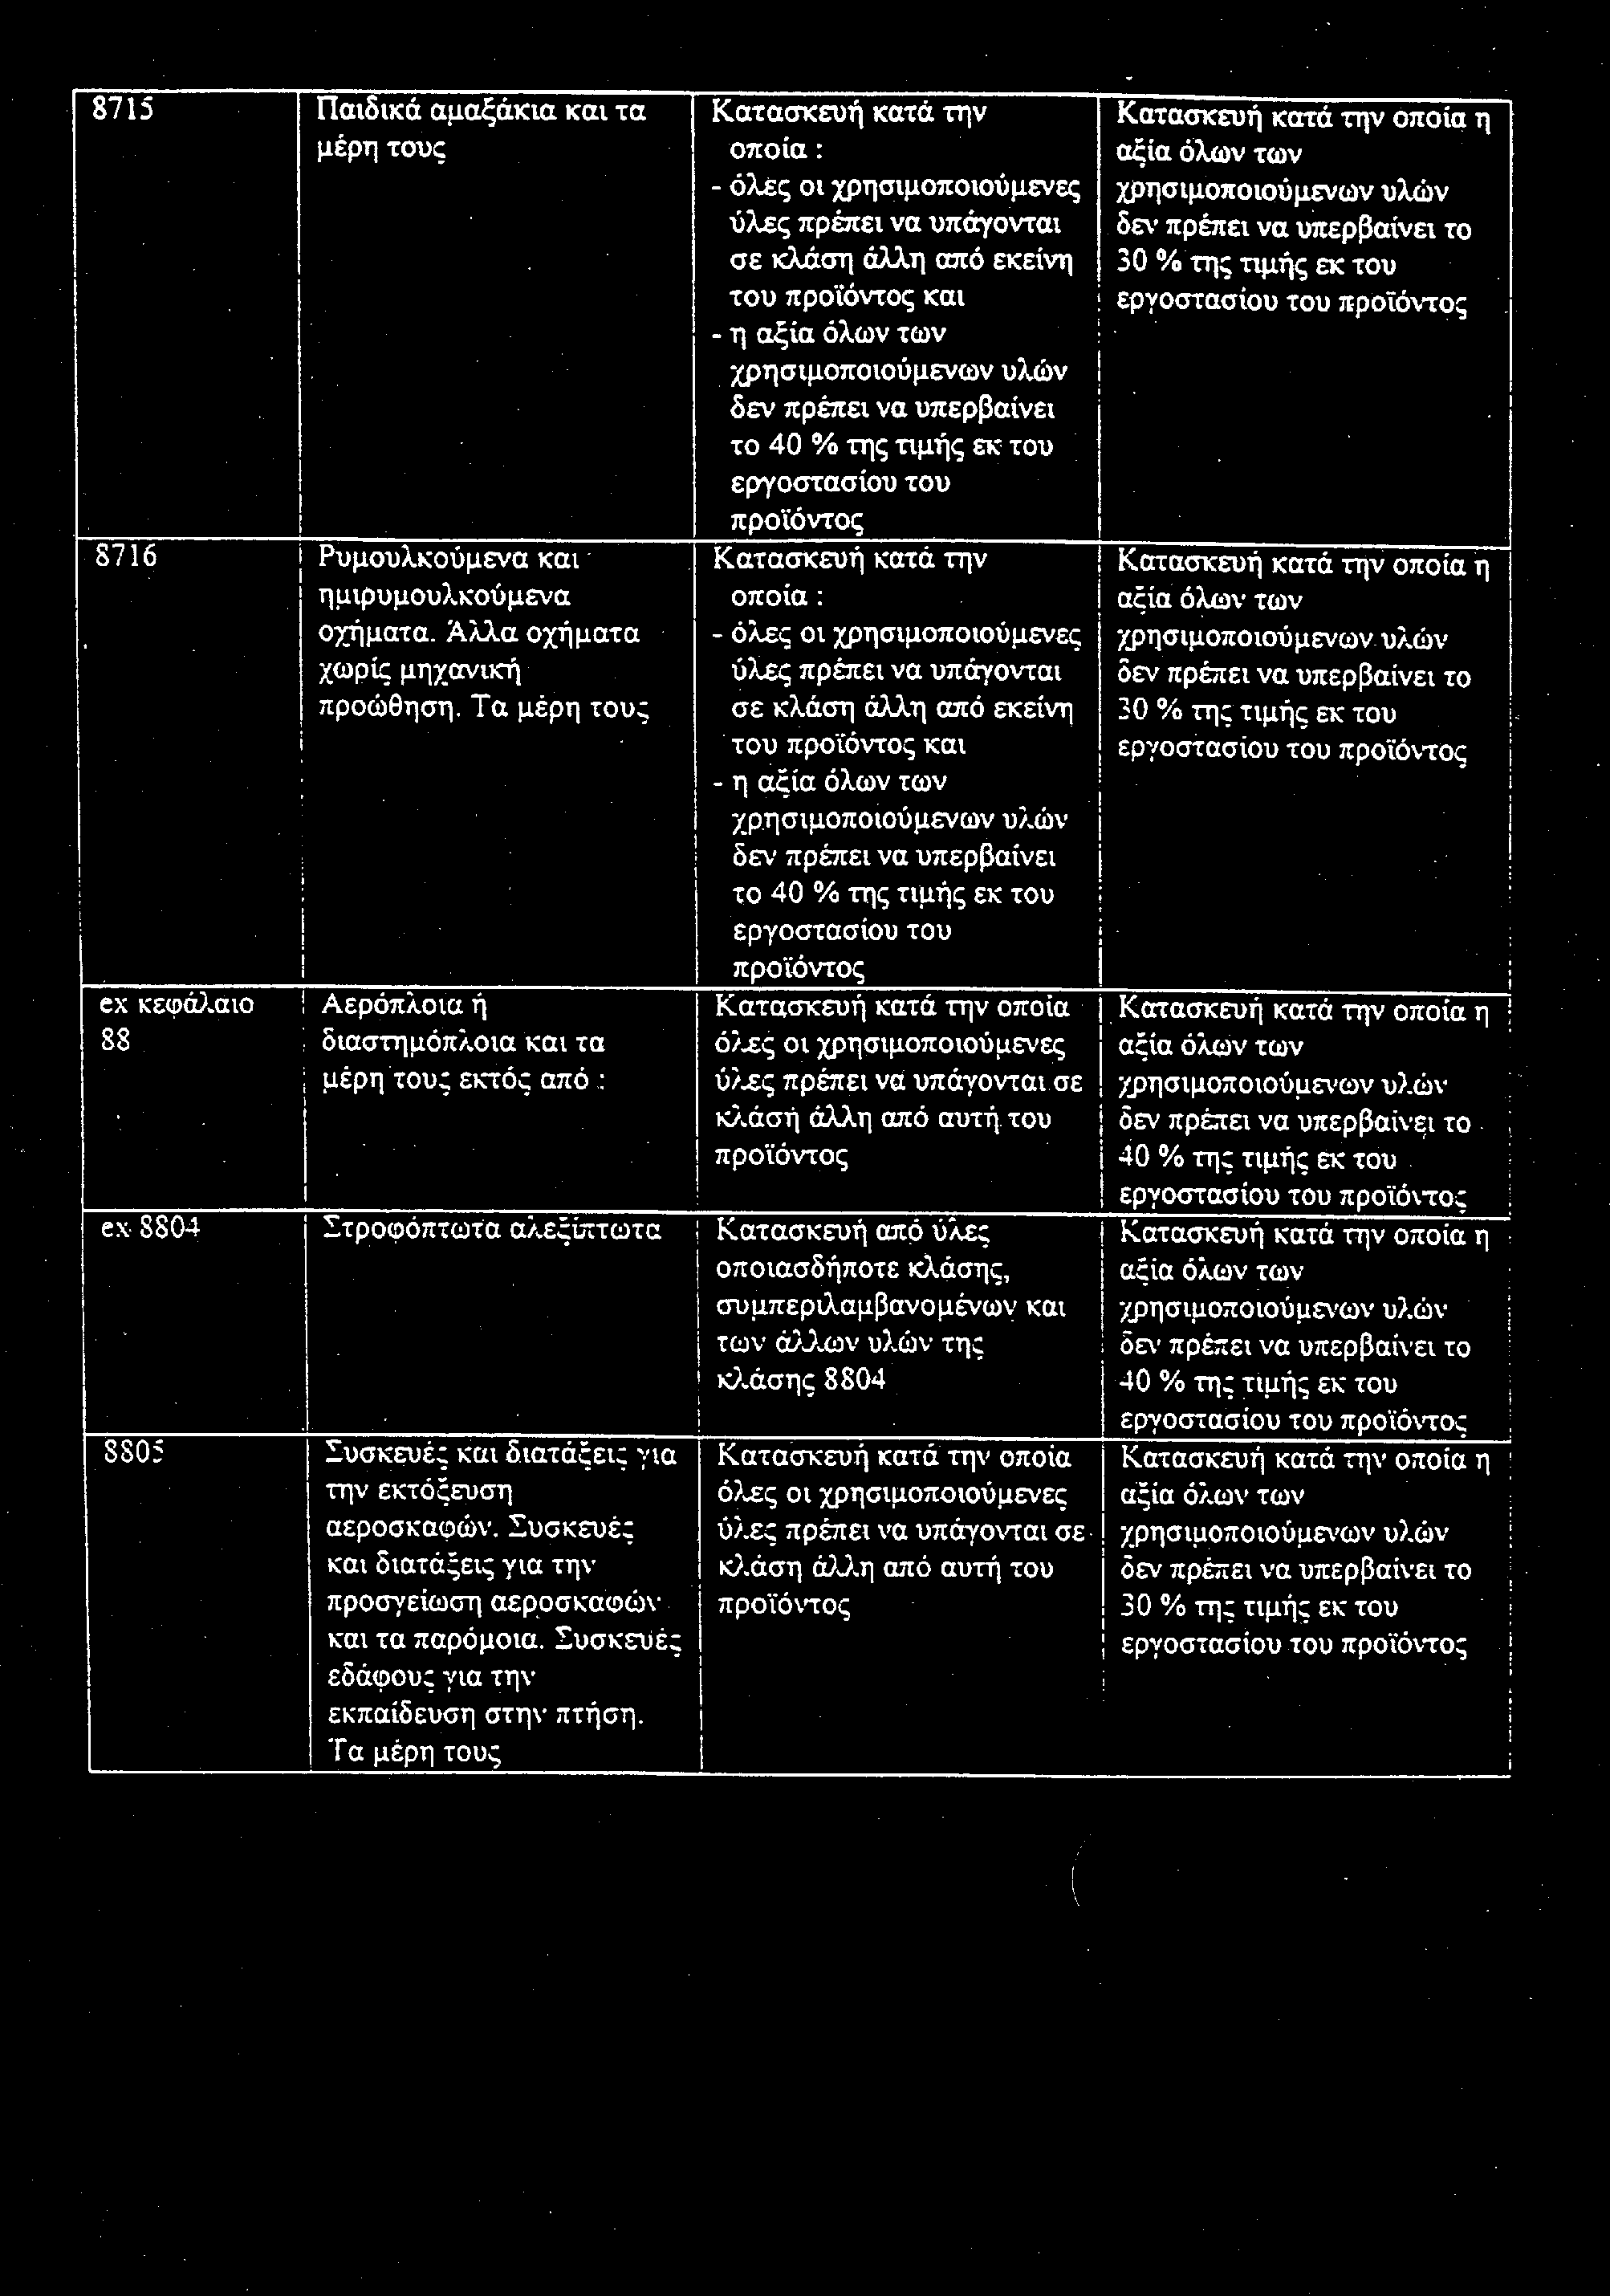 8715
Παιδικά αμαξάκια και τα
μέρη τους
Κατασκευή κατά την
οποία :
- όλες οι χρησιμοποιούμενες
ύλες πρέπει να υπάγονται
σε κλάση άλλη από εκείνη
του προϊόντος και
- η αξία όλων των
χρησιμοποιούμενων υλών
δεν πρέπει να υπερβαίνει
το 40 % της τιμής εκ του
εργοστασίου του
προϊόντος
Κατασκευή κατά την οποία η
αξία όλων των
χρησιμοποιούμενων υλών
δεν πρέπει να υπερβαίνει το
30 % της τιμής εκ του
εργοστασίου του προϊόντος
8716
Ρυμουλκούμενα και
ημιρυμουλκούμενα
οχήματα. Άλλα οχήματα
χωρίς μηχανική
προώθηση. Τα μέρη τους
Κατασκευή κατά την
οποία :
- όλες οι χρησιμοποιούμενες
ύλες πρέπει να υπάγονται
σε κλάση άλλη από εκείνη
του προϊόντος και
- η αξία όλων των
χρησιμοποιούμενων υλών
δεν πρέπει να υπερβαίνει
το 40 % της τιμής εκ του
εργοστασίου του
προϊόντος
Κατασκευή κατά την οποία η
αξία όλων των
χρησιμοποιούμενων υλών
δεν πρέπει να υπερβαίνει το
30 % της τιμής εκ του
εργοστασίου του προϊόντος
ex κεφάλαιο
88
Αερόπλοια ή
διαστημόπλοια και τα
μέρη τους εκτός από :
Κατασκευή κατά την οποία
όλες οι χρησιμοποιούμενες
ύλες πρέπει να υπάγονται σε
κλάση άλλη από αυτή του
προϊόντος
Κατασκευή κατά την οποία η
αξία όλων των
χρησιμοποιούμενων υλών
δεν πρέπει να υπερβαίνει το
40 % της τιμής εκ του
εργοστασίου του προϊόντος
ex 8804
Στροφόπτωτα αλεξίπτωτα
Κατασκευή από ύλες
οποιασδήποτε κλάσης,
συμπεριλαμβανομένων και
των άλλων υλών της
κλάσης 8804
Κατασκευή κατά την οποία η
αξία όλων των
χρησιμοποιούμενων υλών
δεν πρέπει να υπερβαίνει το
40 % της τιμής εκ του
εργοστασίου του προϊόντος
8805
Συσκευές και διατάξεις για
την εκτόξευση
αεροσκαφών. Συσκευές
και διατάξεις για την
προσγείωση αεροσκαφών
και τα παρόμοια. Συσκευές
εδάφους για την
εκπαίδευση στην πτήση.
Τα μέρη τους
Κατασκευή κατά την οποία
όλες οι χρησιμοποιούμενες
ύλες πρέπει να υπάγονται σε
κλάση άλλη από αυτή του
προϊόντος
Κατασκευή κατά την οποία η
αξία όλων των
χρησιμοποιούμενων υλών
δεν πρέπει να υπερβαίνει το
30 % της τιμής εκ του
εργοστασίου του προϊόντος